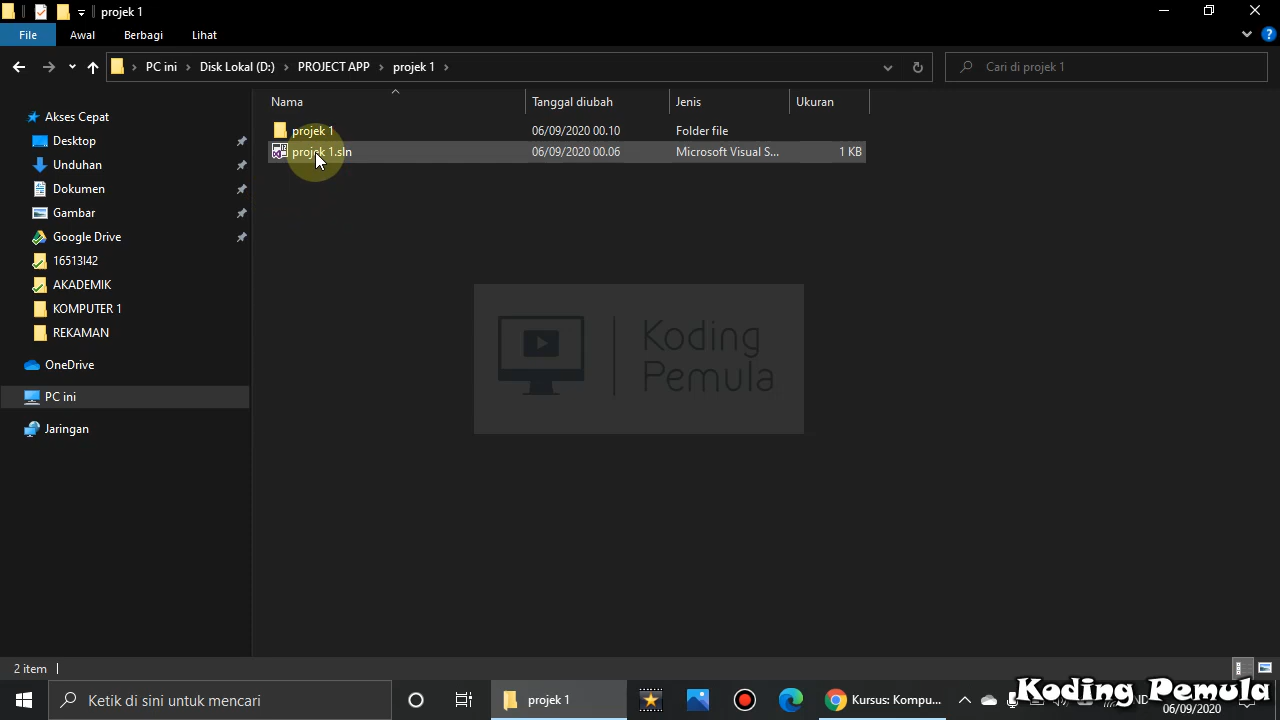 projek 1
File Awal Berbagi Lihat
PC ini Disk Lokal (D:) PROJECT APP projek 1
Cari di projek 1
Nama Tanggal diubah Jenis Ukuran
projek 1 06/09/2020 00.10 Folder file
projek 1.sln 06/09/2020 00.06 Microsoft Visual S... 1 KB
Akses Cepat
Desktop
Unduhan
Dokumen
Gambar
Google Drive
16513I42
AKADEMIK
KOMPUTER 1
REKAMAN
OneDrive
PC ini
Jaringan
Koding
Pemula
2 item
Koding Pemula
Ketik di sini untuk mencari
projek 1
Kursus: Kompu...
06/09/2020